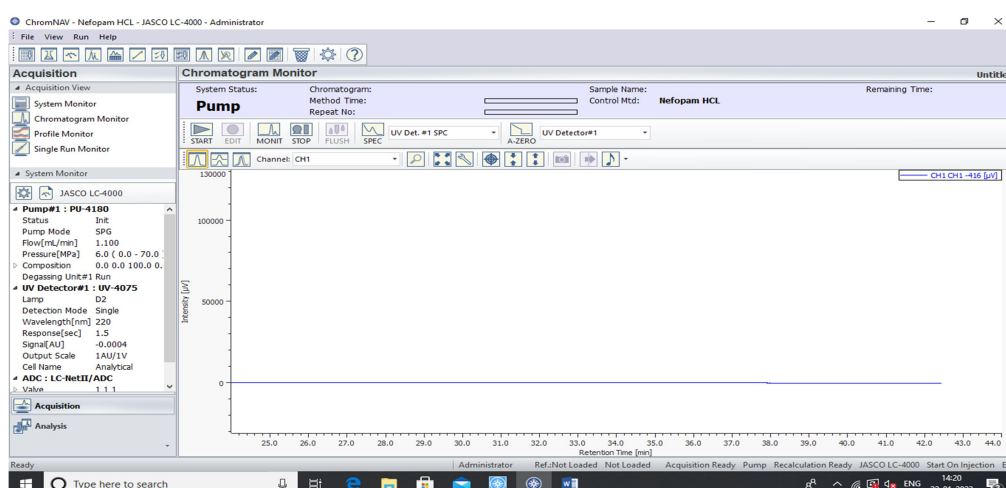 ChromNAV - Nefopam HCL - JASCO LC-4000 - Administrator
File View Run Help
Acquisition
Chromatogram Monitor
Untitle
Acquisition View
System Monitor
Chromatogram Monitor
Profile Monitor
Single Run Monitor
System Status: Chromatogram: Sample Name: Remaining Time:
Pump Method Time: Control Mtd: Nefopam HCL
Repeat No:
START EDIT MONIT STOP FLUSH SPEC UV Det. #1 SPC A-ZERO UV Detector#1
Channel: CH1
System Monitor
JASCO LC-4000
Pump#1 : PU-4180
Status Init
Pump Mode SPG
Flow[mL/min] 1.100
Pressure[MPa] 6.0 ( 0.0 - 70.0
Composition 0.0 0.0 100.0 0.
Degassing Unit#1 Run
UV Detector#1 : UV-4075
Lamp D2
Detection Mode Single
Wavelength[nm] 220
Response[sec] 1.5
Signal[AU] -0.0004
Output Scale 1AU/1V
Cell Name Analytical
ADC : LC-NetII/ADC
Valve 1 1 1
Acquisition
Analysis
CH1 CH1 -416 [µV]
130000
100000
50000
0
Intensity [µV]
25.0 26.0 27.0 28.0 29.0 30.0 31.0 32.0 33.0 34.0 35.0 36.0 37.0 38.0 39.0 40.0 41.0 42.0 43.0 44.0
Retention Time [min]
Ready Administrator Ref.:Not Loaded Not Loaded Acquisition Ready Pump Recalculation Ready JASCO LC-4000 Start On Injection
Type here to search
ENG
14:20